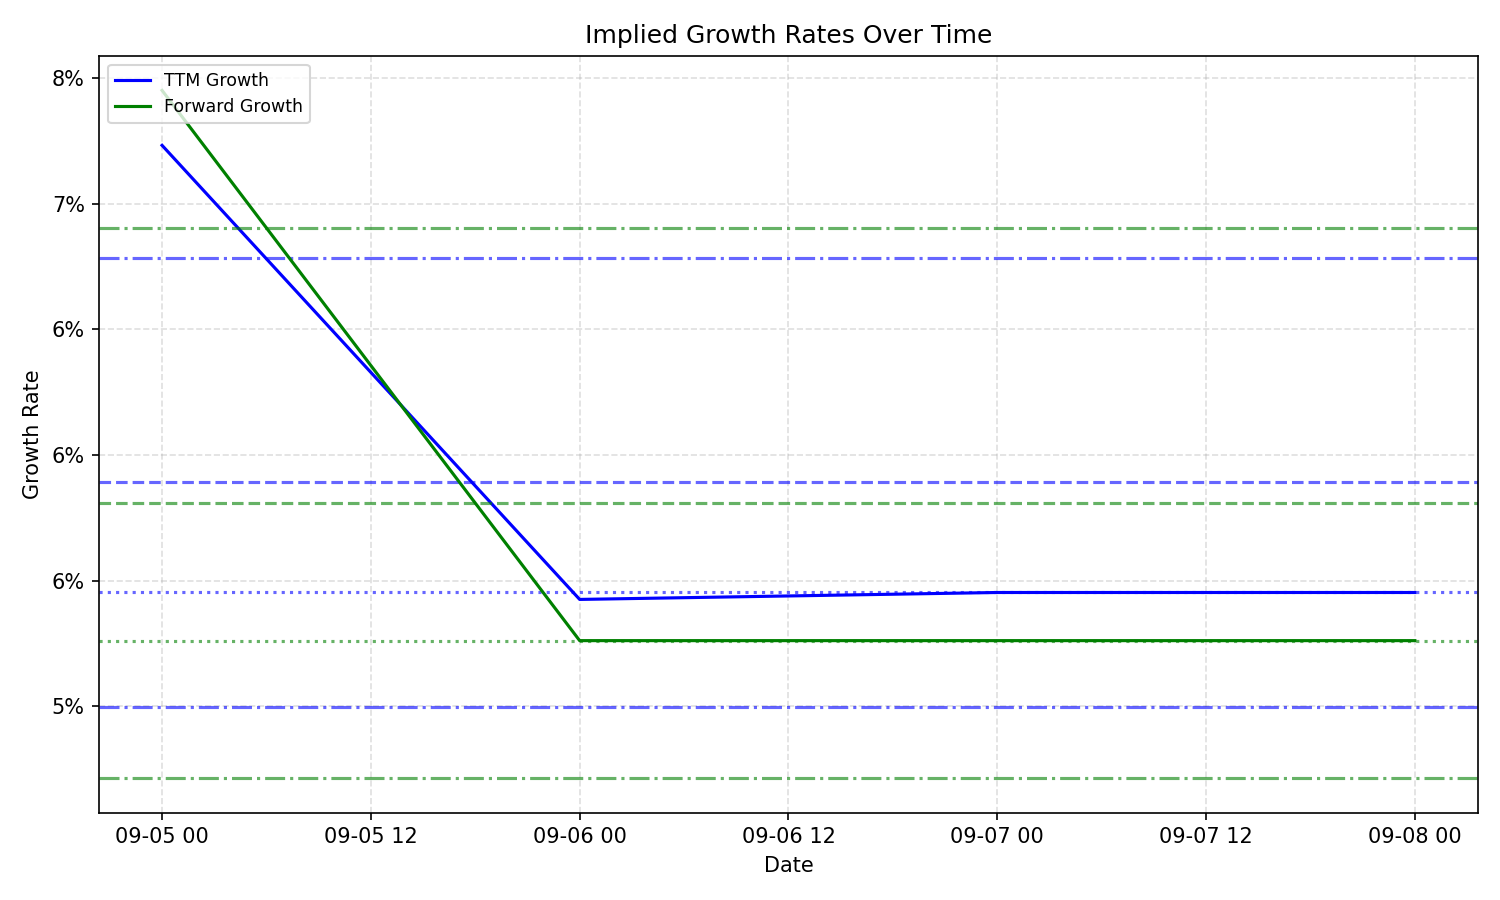 Implied Growth Rates Over Time
TTM Growth
Forward Growth
8%
7%
6%
6%
6%
5%
Growth Rate
09-05 00
09-05 12
09-06 00
09-06 12
09-07 00
09-07 12
09-08 00
Date